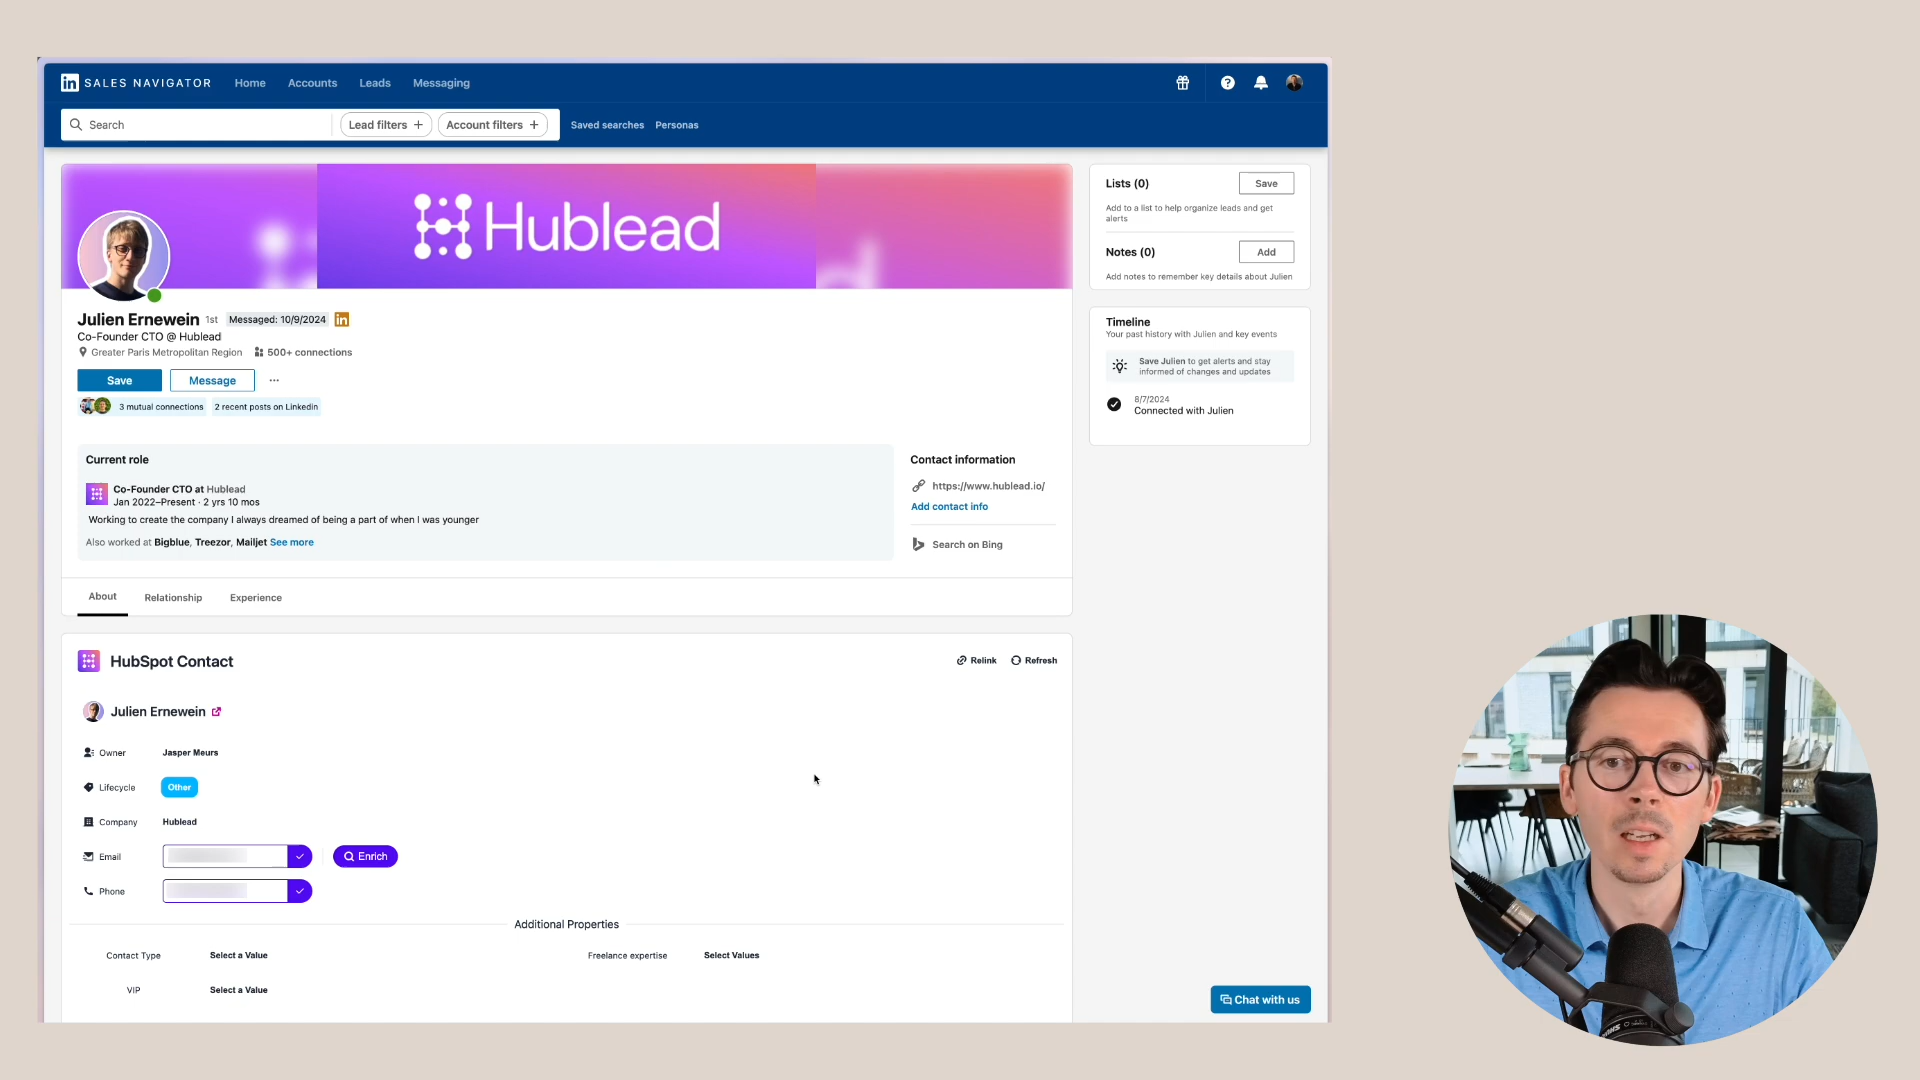 in SALES NAVIGATOR Home Accounts Leads Messaging
Search Lead filters + Account filters + Saved searches Personas
Hublead
Julien Ernewein 1st Messaged: 10/9/2024 in
Co-Founder CTO @ Hublead
Greater Paris Metropolitan Region 500+ connections
Save Message ...
3 mutual connections 2 recent posts on Linkedin
Current role
Co-Founder CTO at Hublead
Jan 2022–Present · 2 yrs 10 mos
Working to create the company I always dreamed of being a part of when I was younger
Also worked at Bigblue, Treezor, Mailjet See more
Contact information
https://www.hublead.io/
Add contact info
Search on Bing
About Relationship Experience
Lists (0) Save
Add to a list to help organize leads and get
alerts
Notes (0) Add
Add notes to remember key details about Julien
Timeline
Your past history with Julien and key events
Save Julien to get alerts and stay
informed of changes and updates
8/7/2024
Connected with Julien
HubSpot Contact Relink Refresh
Julien Ernewein
Owner Jasper Meurs
Lifecycle Other
Company Hublead
Email Enrich
Phone
Additional Properties
Contact Type Select a Value Freelance expertise Select Values
VIP Select a Value
Chat with us